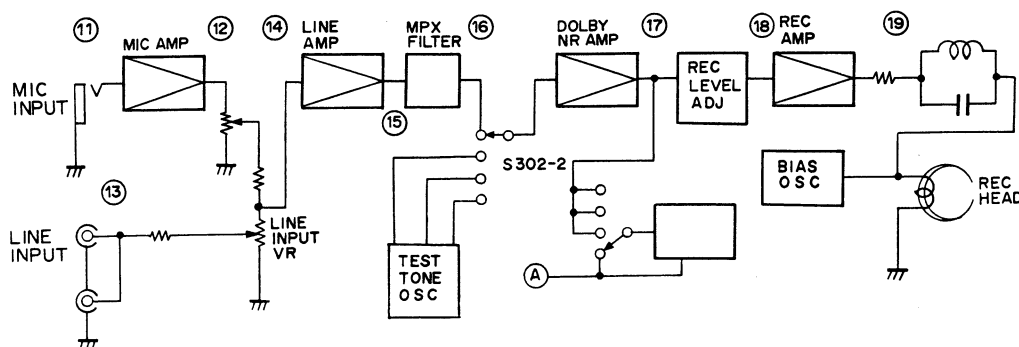 11
MIC AMP
12
14
LINE
AMP
MPX
FILTER
16
DOLBY
NR AMP
17
18
REC
AMP
19
MIC
INPUT
15
REC
LEVEL
ADJ
S302-2
13
LINE
INPUT
LINE
INPUT
VR
TEST
TONE
OSC
A
BIAS
OSC
REC
HEAD